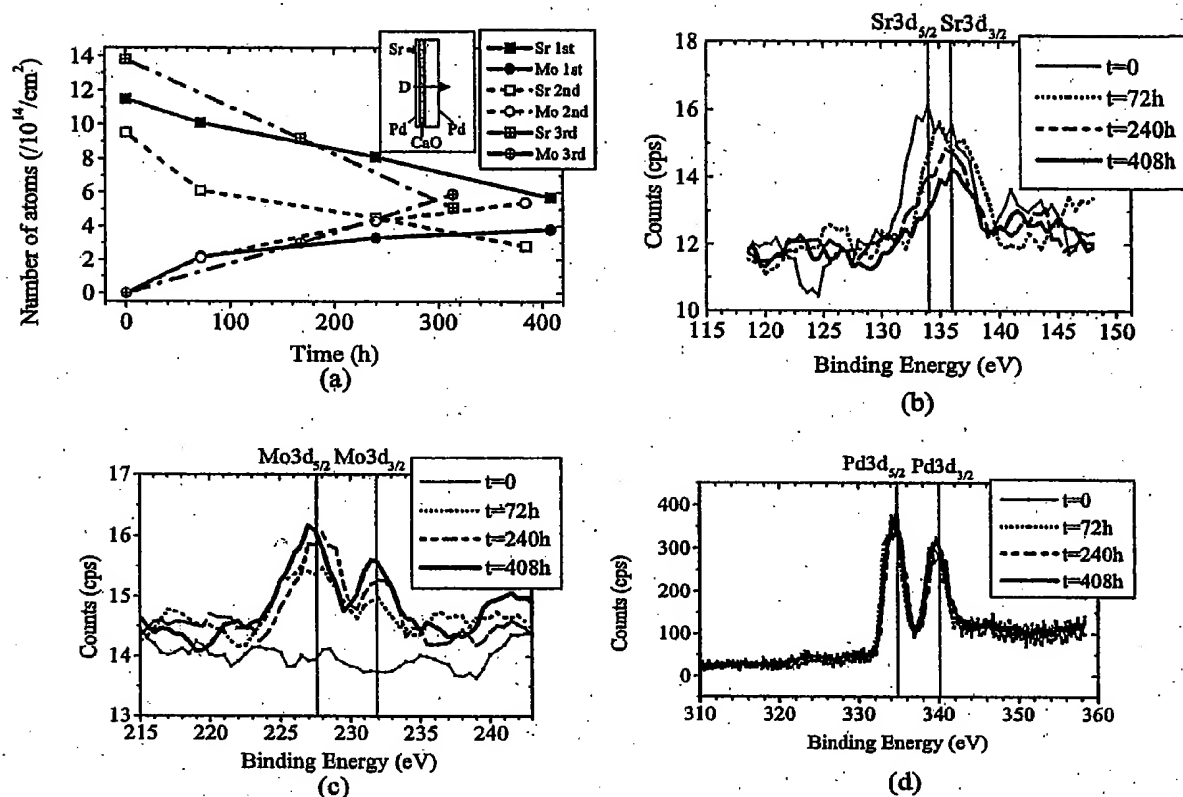 Number of atoms (/10¹⁴/cm²)
14
12
10
8
6
4
2
0
0 100 200 300 400
Time (h)
(a)
Sr
D
Pd Pd
CaO
Sr 1st
Mo 1st
Sr 2nd
Mo 2nd
Sr 3rd
Mo 3rd
Sr3d5/2 Sr3d3/2
Counts (cps)
18
16
14
12
10
115 120 125 130 135 140 145 150
Binding Energy (eV)
(b)
t=0
t=72h
t=240h
t=408h
Mo3d5/2 Mo3d3/2
Counts (cps)
17
16
15
14
13
215 220 225 230 235 240
Binding Energy (eV)
(c)
t=0
t=72h
t=240h
t=408h
Pd3d5/2 Pd3d3/2
Counts (cps)
400
300
200
100
0
310 320 330 340 350 360
Binding Energy (eV)
(d)
t=0
t=72h
t=240h
t=408h